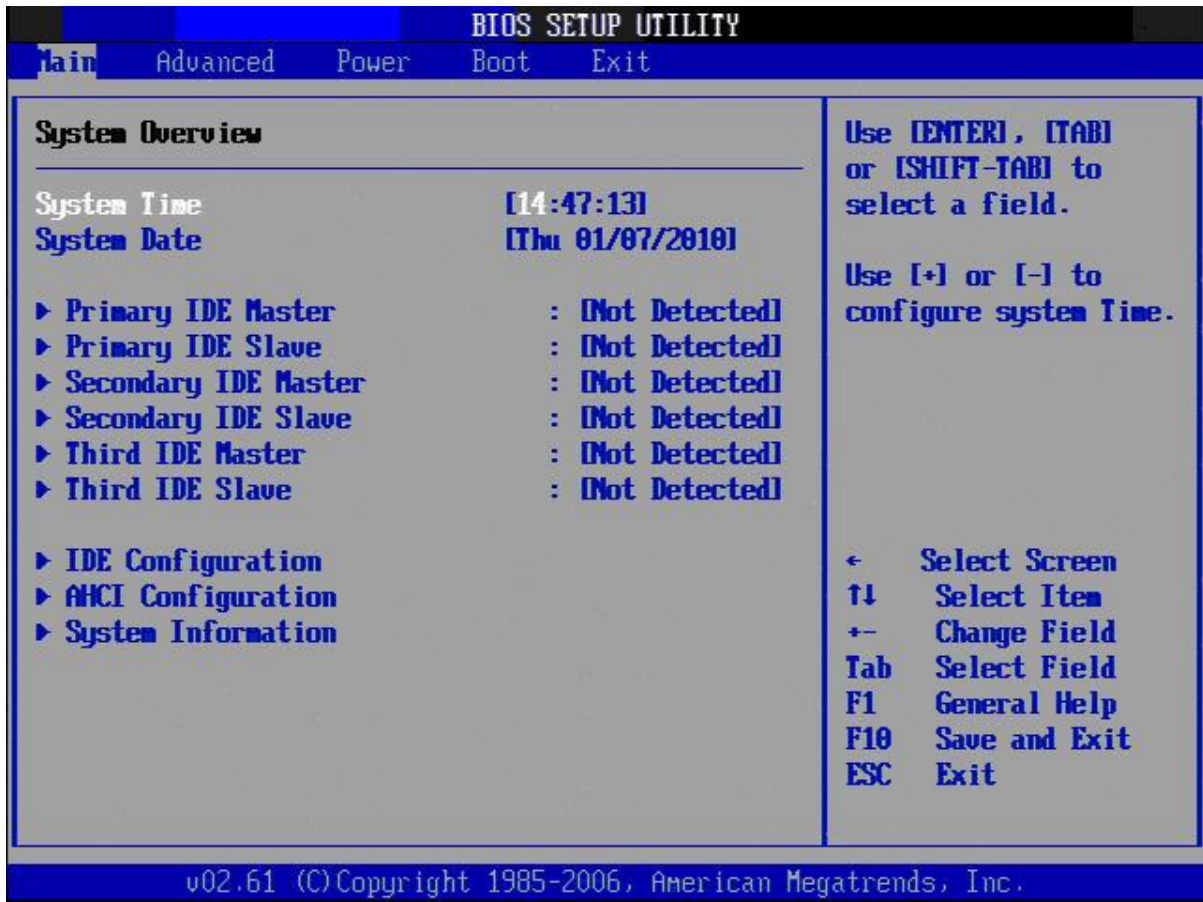 BIOS SETUP UTILITY
Main Advanced Power Boot Exit
System Overview
System Time [14:47:13]
System Date [Thu 01/07/2010]
▶ Primary IDE Master : [Not Detected]
▶ Primary IDE Slave : [Not Detected]
▶ Secondary IDE Master : [Not Detected]
▶ Secondary IDE Slave : [Not Detected]
▶ Third IDE Master : [Not Detected]
▶ Third IDE Slave : [Not Detected]
▶ IDE Configuration
▶ AHCI Configuration
▶ System Information
Use [ENTER], [TAB]
or [SHIFT-TAB] to
select a field.
Use [+] or [-] to
configure system Time.
← Select Screen
↑↓ Select Item
+- Change Field
Tab Select Field
F1 General Help
F10 Save and Exit
ESC Exit
v02.61 (C)Copyright 1985-2006, American Megatrends, Inc.